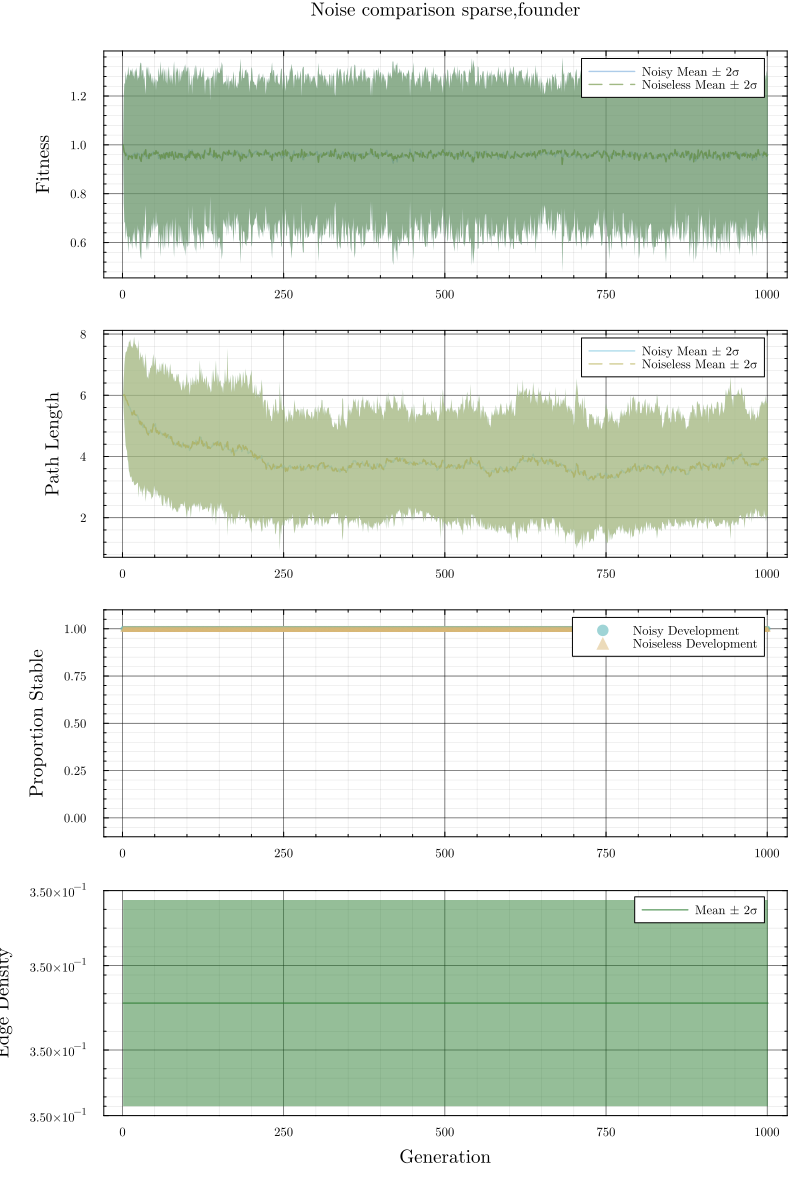 Noise comparison sparse,founder
Fitness
1.2
1.0
0.8
0.6
Noisy Mean ± 2σ
Noiseless Mean ± 2σ
0 250 500 750 1000
Path Length
8
6
4
2
Noisy Mean ± 2σ
Noiseless Mean ± 2σ
0 250 500 750 1000
Proportion Stable
1.00
0.75
0.50
0.25
0.00
Noisy Development
Noiseless Development
0 250 500 750 1000
Edge Density
3.50×10⁻¹
3.50×10⁻¹
3.50×10⁻¹
3.50×10⁻¹
Mean ± 2σ
0 250 500 750 1000
Generation